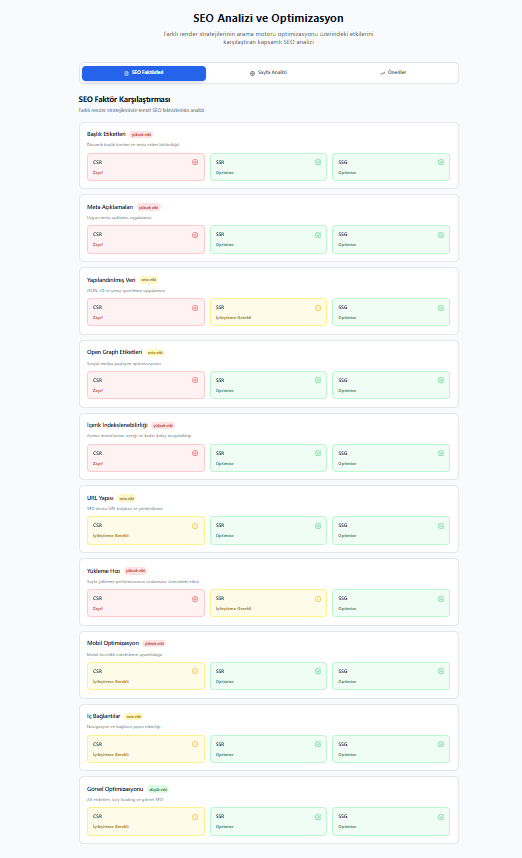 SEO Analizi ve Optimizasyon
Farklı render stratejilerinin arama motoru optimizasyonu üzerindeki etkilerini
karşılaştıran kapsamlı SEO analizi
SEO Faktörleri
Sayfa Analizi
Öneriler
SEO Faktör Karşılaştırması
Farklı render stratejilerinde temel SEO faktörlerinin analizi
Başlık Etiketleri yüksek etki
Dinamik başlık üretimi ve meta etiket bütünlüğü
CSR SSR SSG
Zayıf Optimize Optimize
Meta Açıklamaları yüksek etki
Uygun meta açıklama uygulaması
CSR SSR SSG
Zayıf Optimize Optimize
Yapılandırılmış Veri orta etki
JSON-LD ve şema işaretleme uygulaması
CSR SSR SSG
Zayıf İyileştirme Gerekli Optimize
Open Graph Etiketleri orta etki
Sosyal medya paylaşım optimizasyonu
CSR SSR SSG
Zayıf Optimize Optimize
İçerik İndekslenebilirliği yüksek etki
Arama motorlarının içeriği ne kadar kolay tarayabildiği
CSR SSR SSG
Zayıf Optimize Optimize
URL Yapısı orta etki
SEO dostu URL kalıpları ve yönlendirme
CSR SSR SSG
İyileştirme Gerekli Optimize Optimize
Yükleme Hızı yüksek etki
Sayfa yükleme performansının sıralamalar üzerindeki etkisi
CSR SSR SSG
Zayıf İyileştirme Gerekli Optimize
Mobil Optimizasyon yüksek etki
Mobil öncelikli indeksleme uyumluluğu
CSR SSR SSG
İyileştirme Gerekli Optimize Optimize
İç Bağlantılar orta etki
Navigasyon ve bağlantı yapısı etkinliği
CSR SSR SSG
İyileştirme Gerekli Optimize Optimize
Görsel Optimizasyonu düşük etki
Alt etiketleri, lazy loading ve görsel SEO
CSR SSR SSG
İyileştirme Gerekli Optimize Optimize